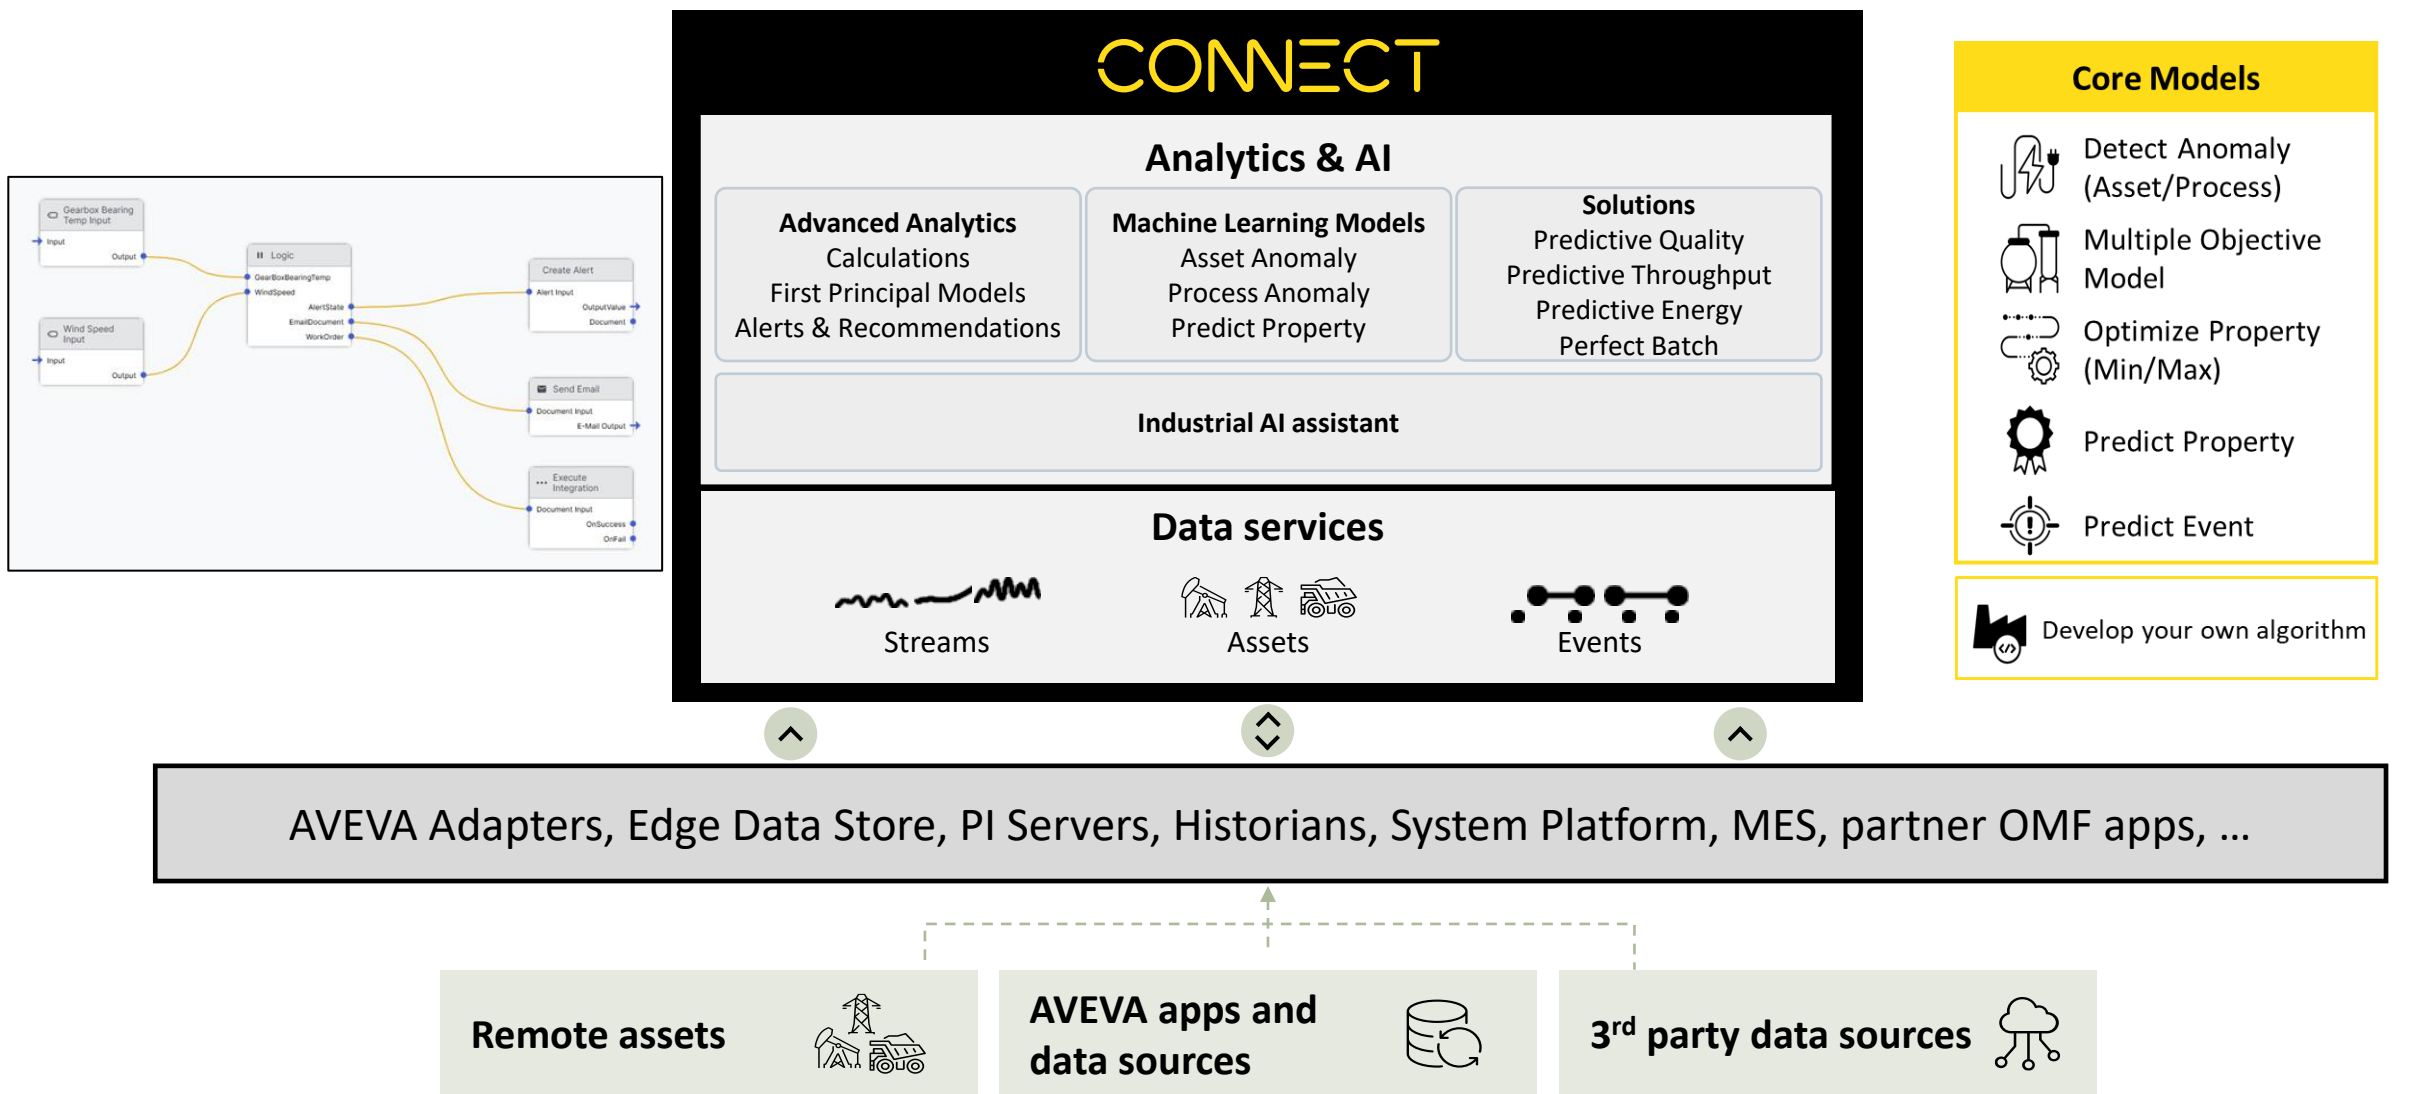 CONNECT
Analytics & AI
Advanced Analytics
Calculations
First Principal Models
Alerts & Recommendations
Machine Learning Models
Asset Anomaly
Process Anomaly
Predict Property
Solutions
Predictive Quality
Predictive Throughput
Predictive Energy
Perfect Batch
Industrial AI assistant
Data services
Streams
Assets
Events
Gearbox Bearing
Temp Input
Input
Output
Wind Speed
Input
Input
Output
Logic
GearBoxBearingTemp
WindSpeed
AlertState
EmailDocument
WorkOrder
Create Alert
Alert Input
OutputValue
Document
Send Email
Document Input
E-Mail Output
Execute
Integration
Document Input
OnSuccess
OnFail
Core Models
Detect Anomaly
(Asset/Process)
Multiple Objective
Model
Optimize Property
(Min/Max)
Predict Property
Predict Event
Develop your own algorithm
AVEVA Adapters, Edge Data Store, PI Servers, Historians, System Platform, MES, partner OMF apps, ...
Remote assets
AVEVA apps and
data sources
3rd party data sources